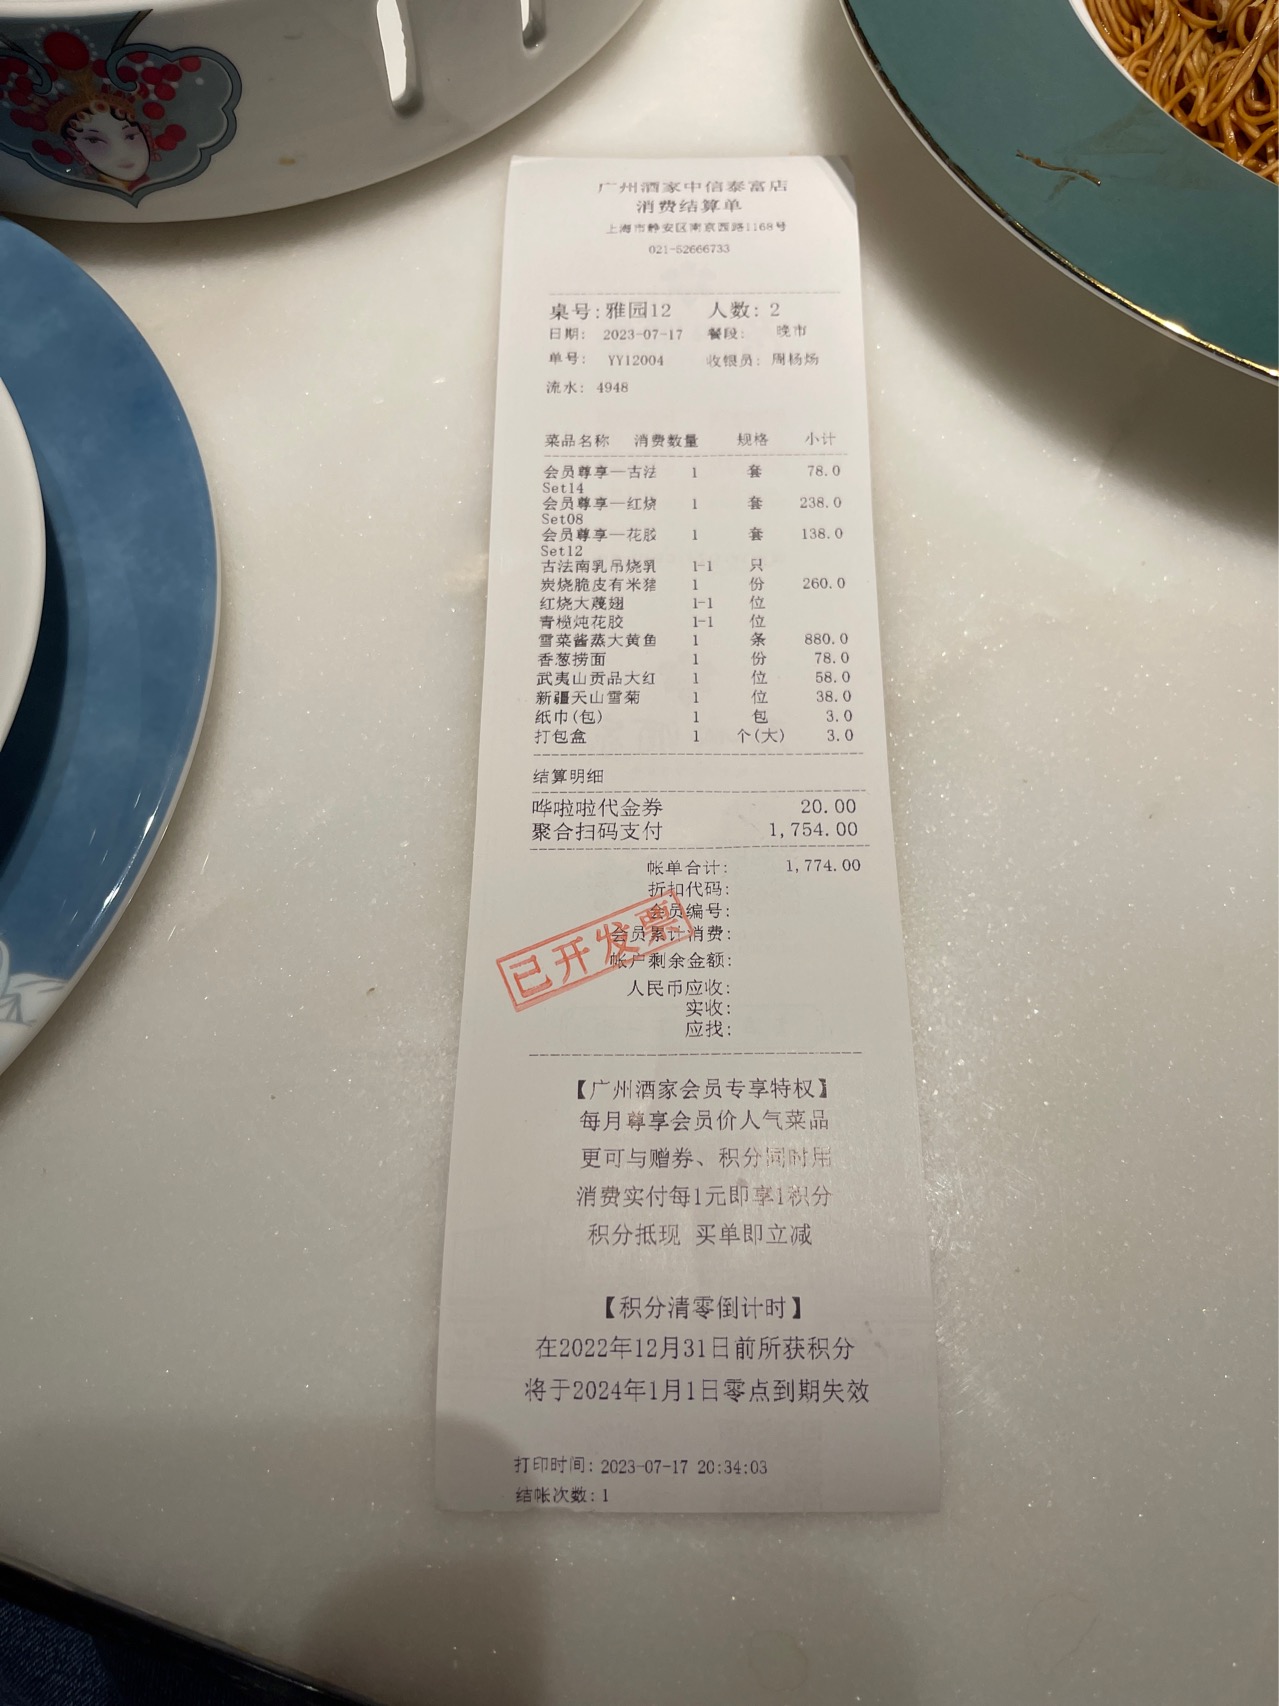 广州酒家中信泰富店
消费结算单
上海市静安区南京西路1168号
021-52666733
桌号:雅园12 人数: 2
日期: 2023-07-17 餐段: 晚市
单号: YY12004 收银员: 周杨炀
流水: 4948
菜品名称 消费数量 规格 小计
会员尊享—古法 1 套 78.0
Set14
会员尊享—红烧 1 套 238.0
Set08
会员尊享—花胶 1 套 138.0
Set12
古法南乳吊烧乳 1-1 只
炭烧脆皮有米猪 1 份 260.0
红烧大蔑翅 1-1 位
青榄炖花胶 1-1 位
雪菜酱蒸大黄鱼 1 条 880.0
香葱捞面 1 份 78.0
武夷山贡品大红 1 位 58.0
新疆天山雪菊 1 位 38.0
纸巾(包) 1 包 3.0
打包盒 1 个(大) 3.0
结算明细
哗啦啦代金券 20.00
聚合扫码支付 1,754.00
帐单合计: 1,774.00
折扣代码:
会员编号:
会员累计消费:
已开发票
帐户剩余金额:
人民币应收:
实收:
应找:
【广州酒家会员专享特权】
每月尊享会员价人气菜品
更可与赠券、积分同时用
消费实付每1元即享1积分
积分抵现 买单即立减
【积分清零倒计时】
在2022年12月31日前所获积分
将于2024年1月1日零点到期失效
打印时间: 2023-07-17 20:34:03
结帐次数: 1